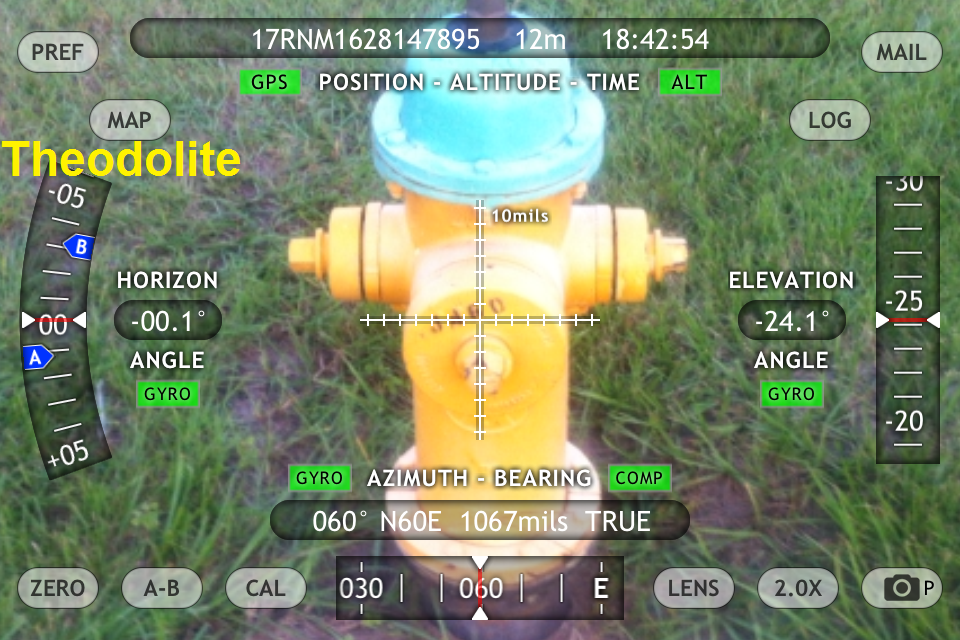 17RNM1628147895 12m 18:42:54
PREF
MAIL
GPS POSITION - ALTITUDE - TIME ALT
MAP
LOG
Theodolite
-05
-30
B
10mils
HORIZON
ELEVATION
-25
00
-00.1°
-24.1°
A
ANGLE
ANGLE
GYRO
GYRO
-20
+05
GYRO AZIMUTH - BEARING COMP
060° N60E 1067mils TRUE
ZERO A-B CAL 030 060 E LENS 2.0X P